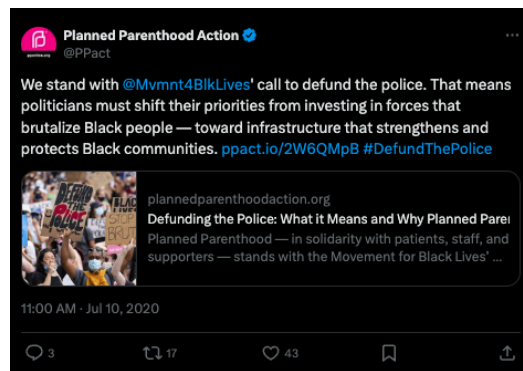 Planned Parenthood Action
@PPact
We stand with @Mvmnt4BlkLives' call to defund the police. That means
politicians must shift their priorities from investing in forces that
brutalize Black people — toward infrastructure that strengthens and
protects Black communities. ppact.io/2W6QMpB #DefundThePolice
DEFUND
THE
POLICE
plannedparenthoodaction.org
Defunding the Police: What it Means and Why Planned Paren
Planned Parenthood — in solidarity with patients, staff, and
supporters — stands with the Movement for Black Lives' ...
11:00 AM · Jul 10, 2020
3
17
43